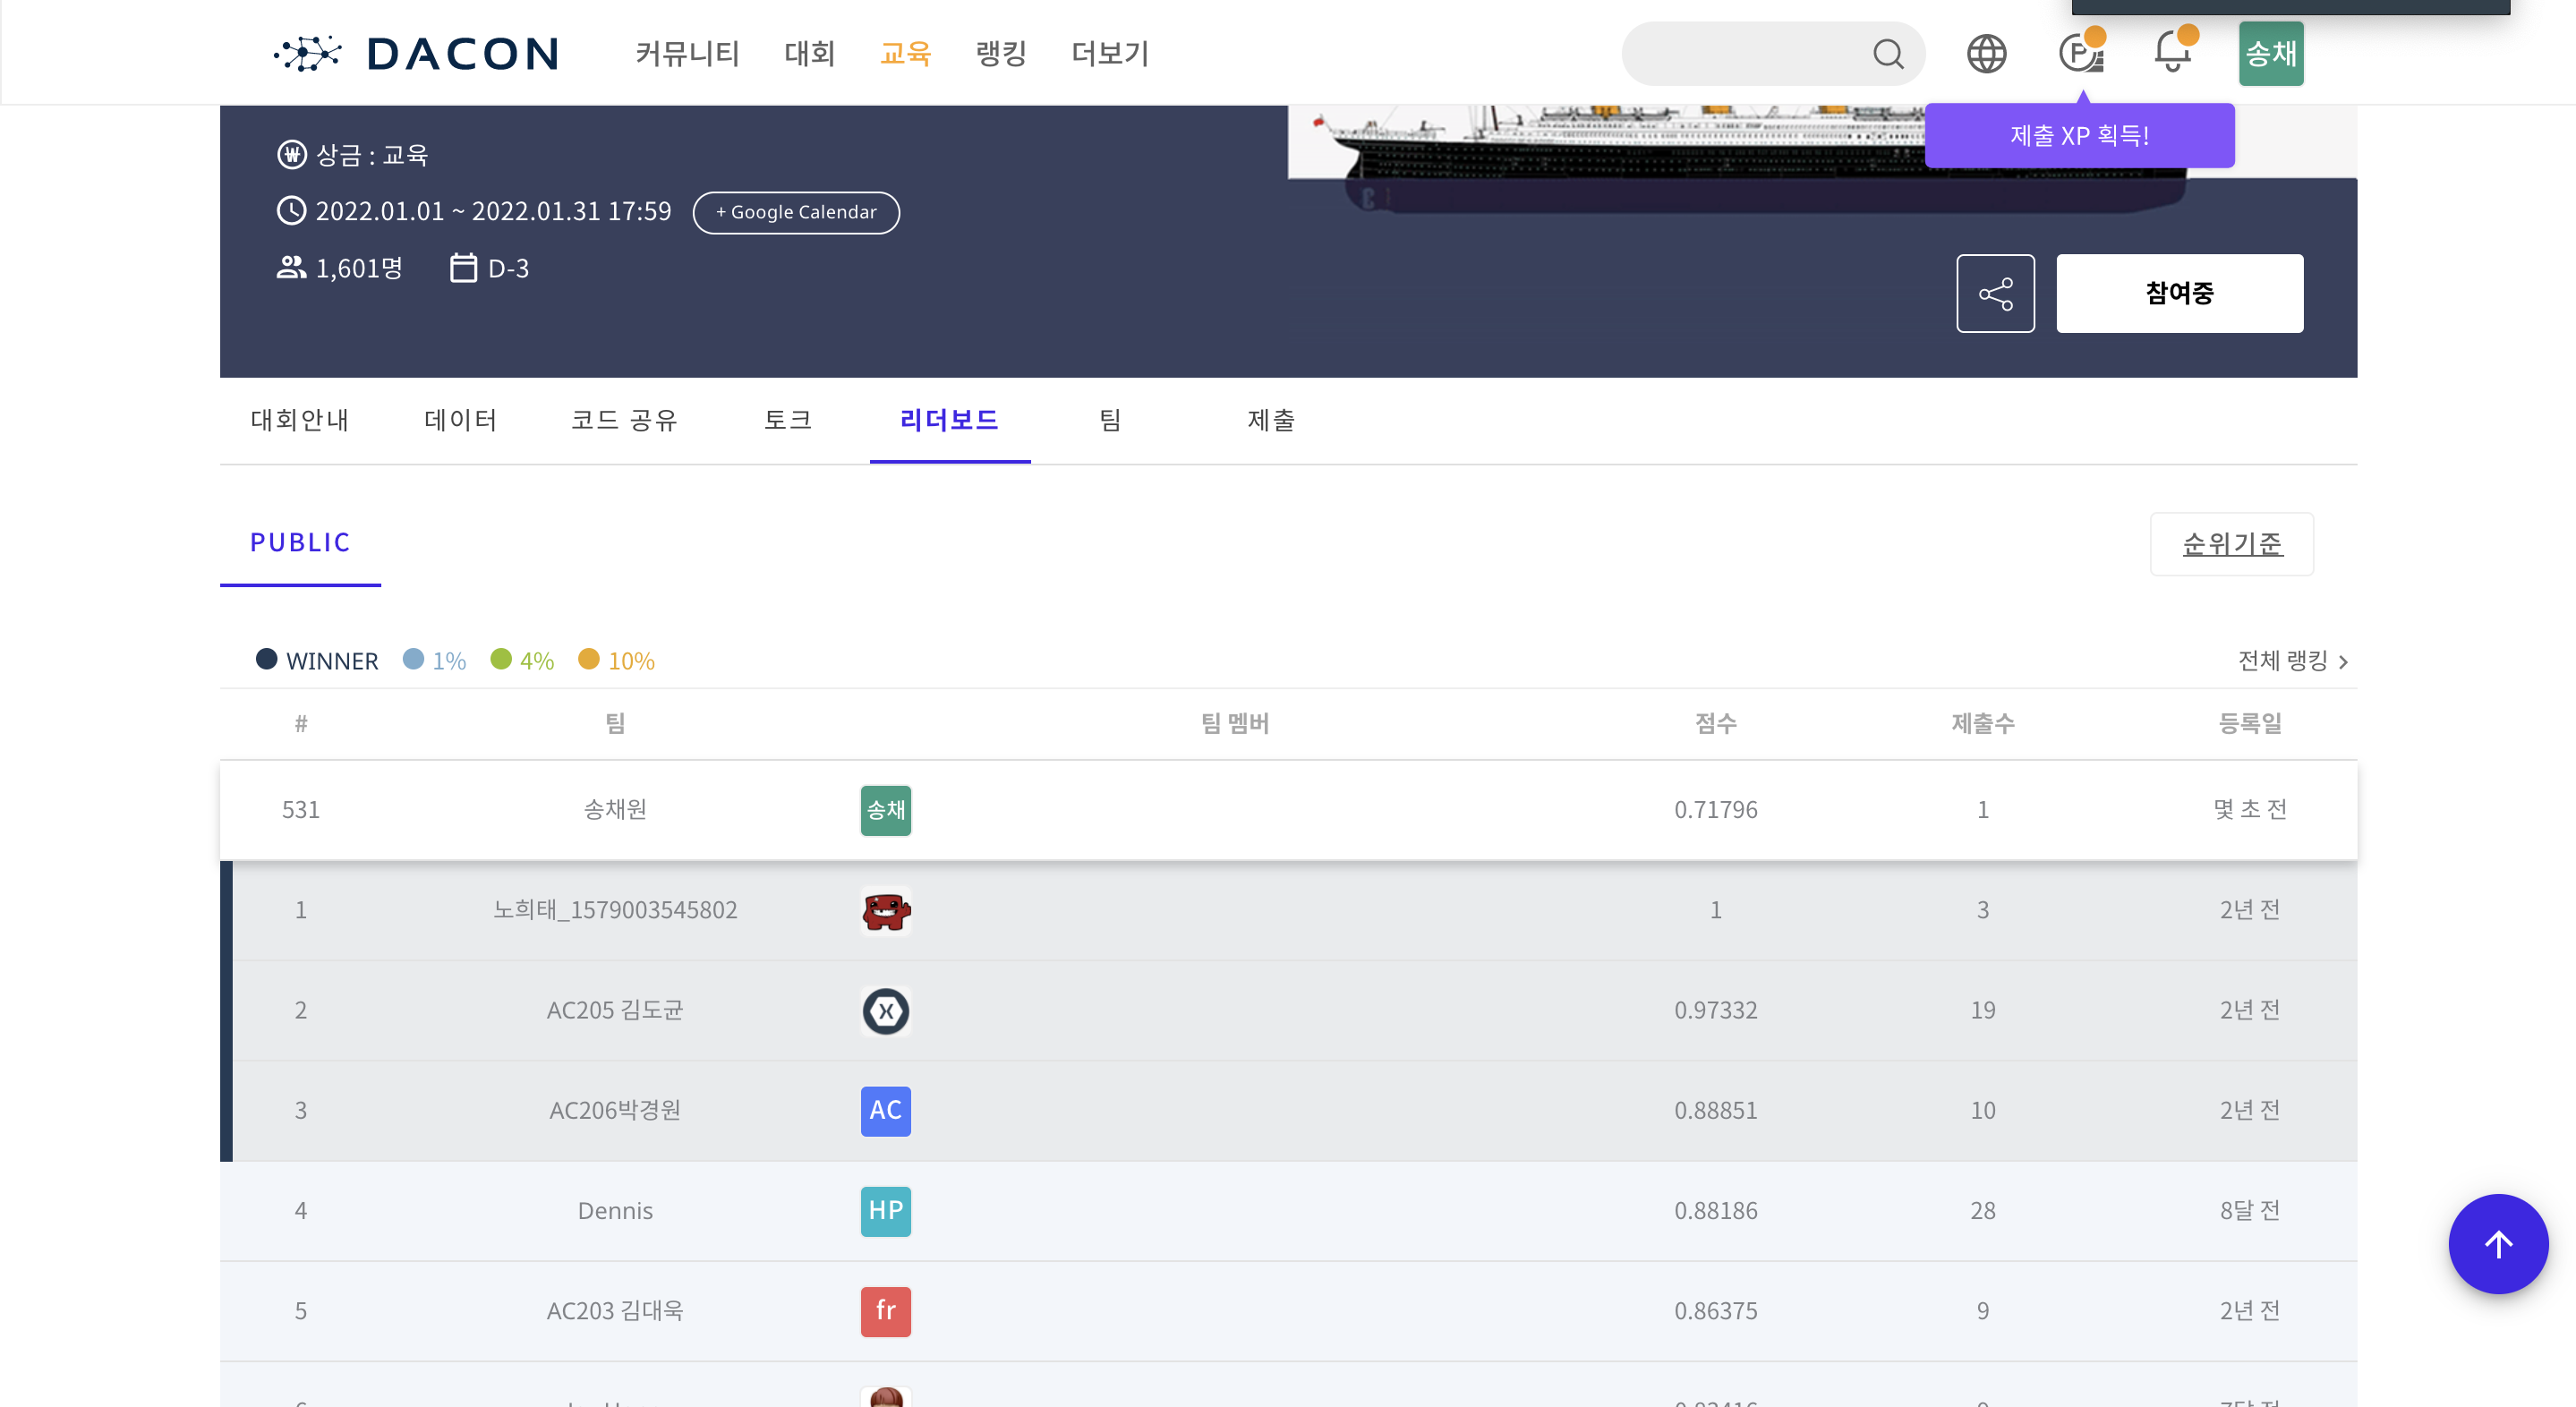 DACON 커뮤니티 대회 교육 랭킹 더보기 송채
제출 XP 획득!
상금 : 교육
2022.01.01 ~ 2022.01.31 17:59 + Google Calendar
1,601명 D-3
참여중
대회안내 데이터 코드 공유 토크 리더보드 팀 제출
PUBLIC 순위기준
WINNER 1% 4% 10% 전체 랭킹
# 팀 팀 멤버 점수 제출수 등록일
531 송채원 송채 0.71796 1 몇 초 전
1 노희태_1579003545802 1 3 2년 전
2 AC205 김도균 0.97332 19 2년 전
3 AC206박경원 AC 0.88851 10 2년 전
4 Dennis HP 0.88186 28 8달 전
5 AC203 김대욱 fr 0.86375 9 2년 전